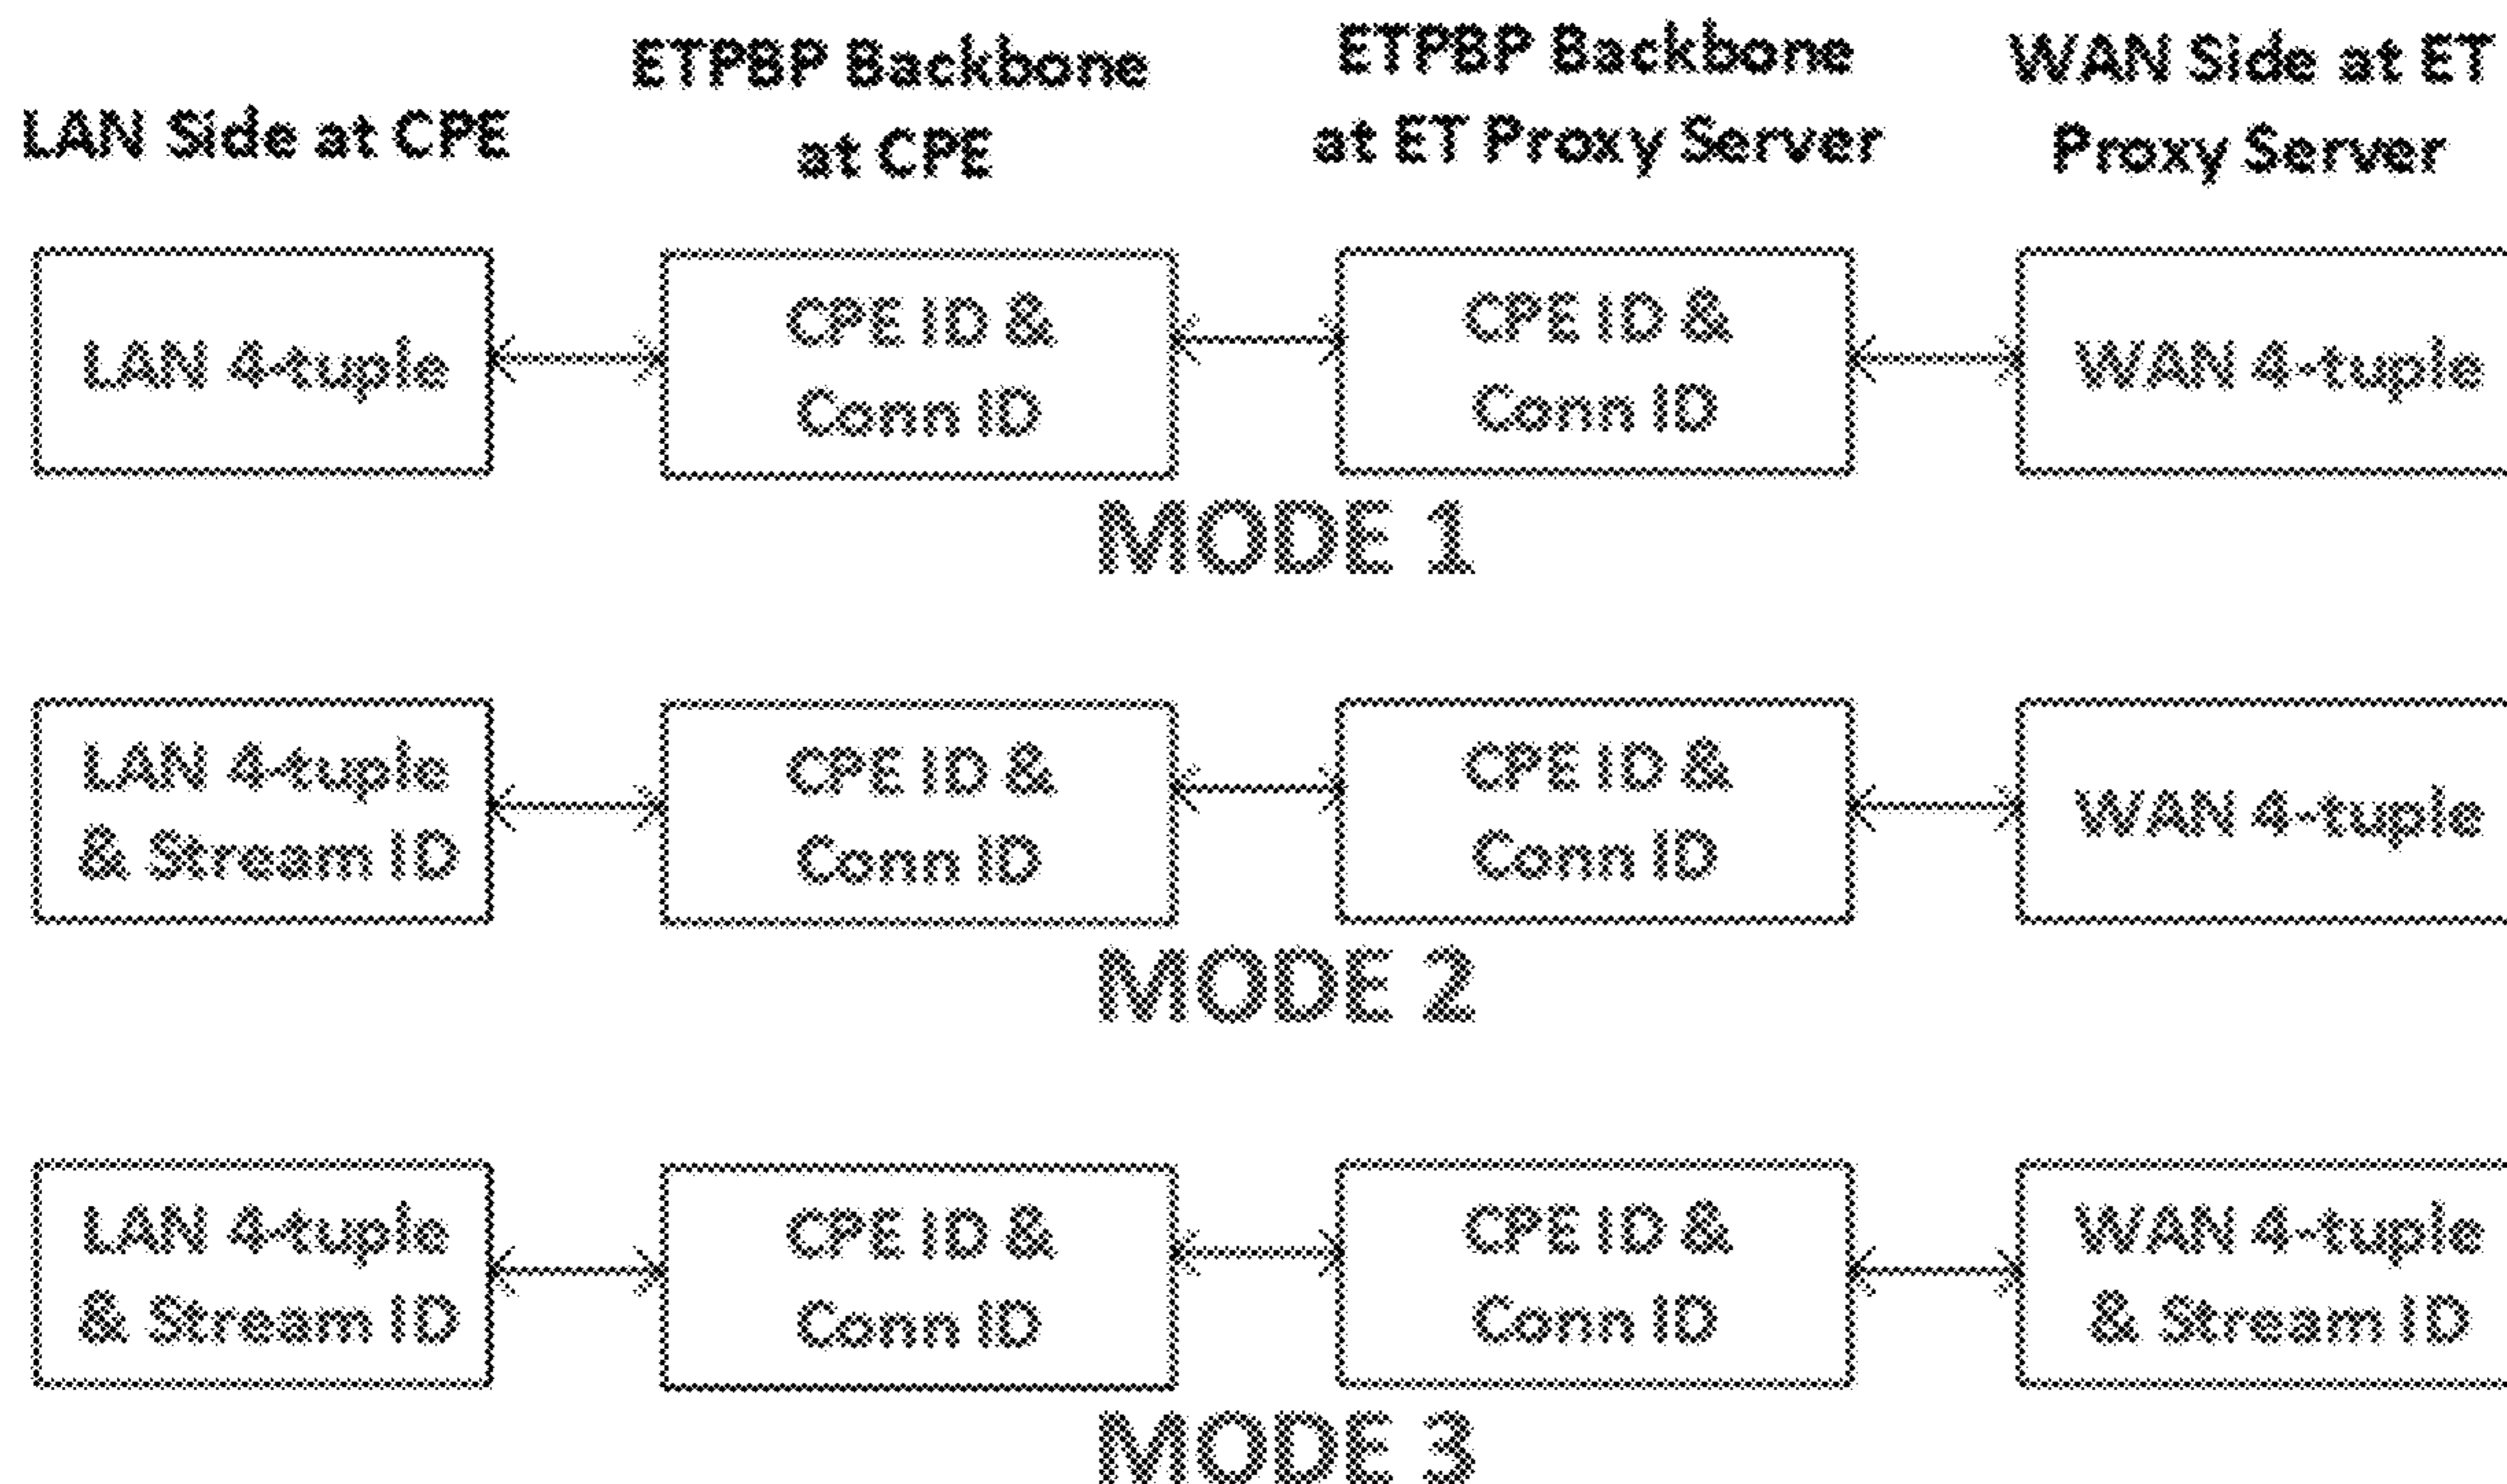 LAN Side at CPE
ETPBP Backbone
at CPE
ETPBP Backbone
at ET Proxy Server
WAN Side at ET
Proxy Server
LAN 4-tuple
CPE ID &
Conn ID
CPE ID &
Conn ID
WAN 4-tuple
MODE 1
LAN 4-tuple
& Stream ID
CPE ID &
Conn ID
CPE ID &
Conn ID
WAN 4-tuple
MODE 2
LAN 4-tuple
& Stream ID
CPE ID &
Conn ID
CPE ID &
Conn ID
WAN 4-tuple
& Stream ID
MODE 3